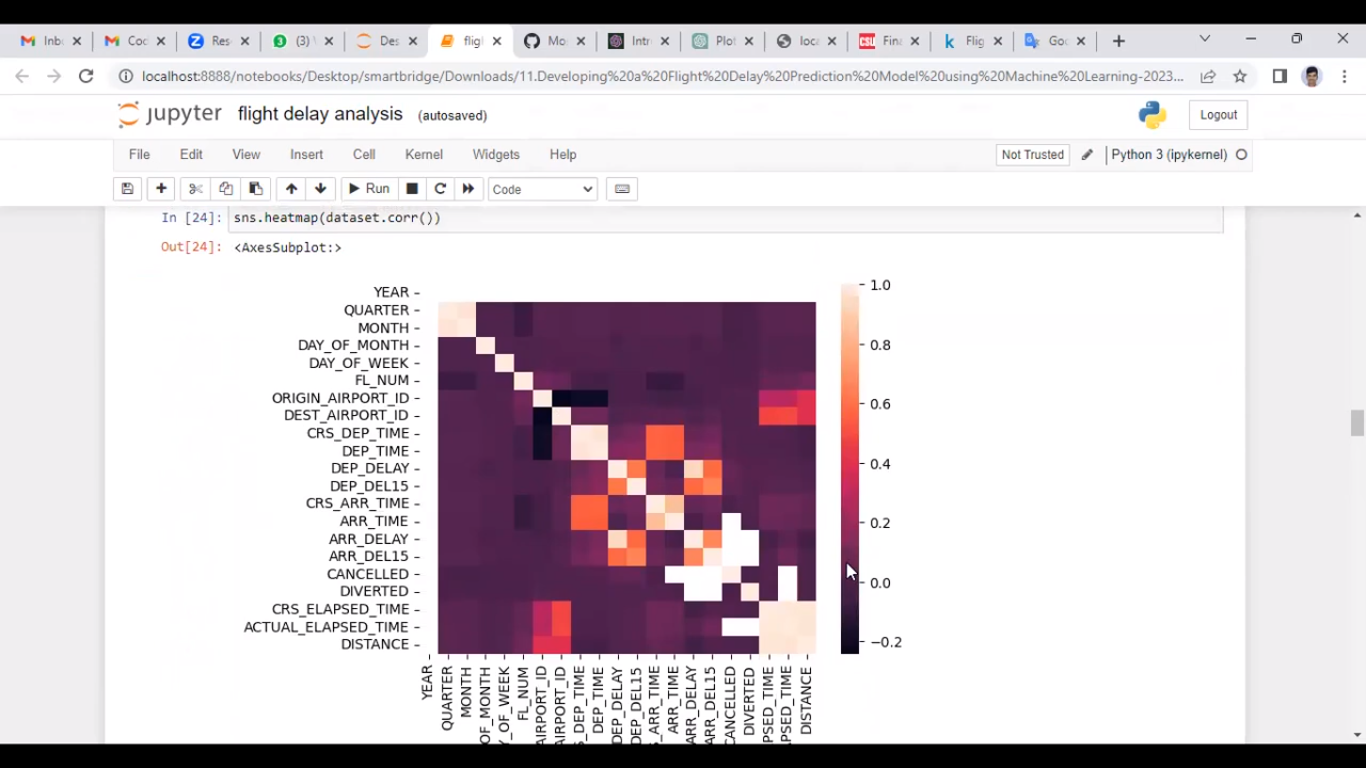 Inb
Coc
Res
(3)
Des
fligl
Mo
Intr
Plot
loca
Fina
Flig
Go
localhost:8888/notebooks/Desktop/smartbridge/Downloads/11.Developing%20a%20Flight%20Delay%20Prediction%20Model%20using%20Machine%20Learning-2023...
jupyter flight delay analysis (autosaved)
Logout
File Edit View Insert Cell Kernel Widgets Help
Not Trusted Python 3 (ipykernel)
Run Code
In [24]: sns.heatmap(dataset.corr())
Out[24]: <AxesSubplot:>
YEAR
QUARTER
MONTH
DAY_OF_MONTH
DAY_OF_WEEK
FL_NUM
ORIGIN_AIRPORT_ID
DEST_AIRPORT_ID
CRS_DEP_TIME
DEP_TIME
DEP_DELAY
DEP_DEL15
CRS_ARR_TIME
ARR_TIME
ARR_DELAY
ARR_DEL15
CANCELLED
DIVERTED
CRS_ELAPSED_TIME
ACTUAL_ELAPSED_TIME
DISTANCE
1.0
0.8
0.6
0.4
0.2
0.0
−0.2
YEAR
QUARTER
MONTH
OF_MONTH
Y_OF_WEEK
FL_NUM
AIRPORT_ID
AIRPORT_ID
S_DEP_TIME
DEP_TIME
DEP_DELAY
DEP_DEL15
S_ARR_TIME
ARR_TIME
ARR_DELAY
ARR_DEL15
CANCELLED
DIVERTED
PSED_TIME
PSED_TIME
DISTANCE